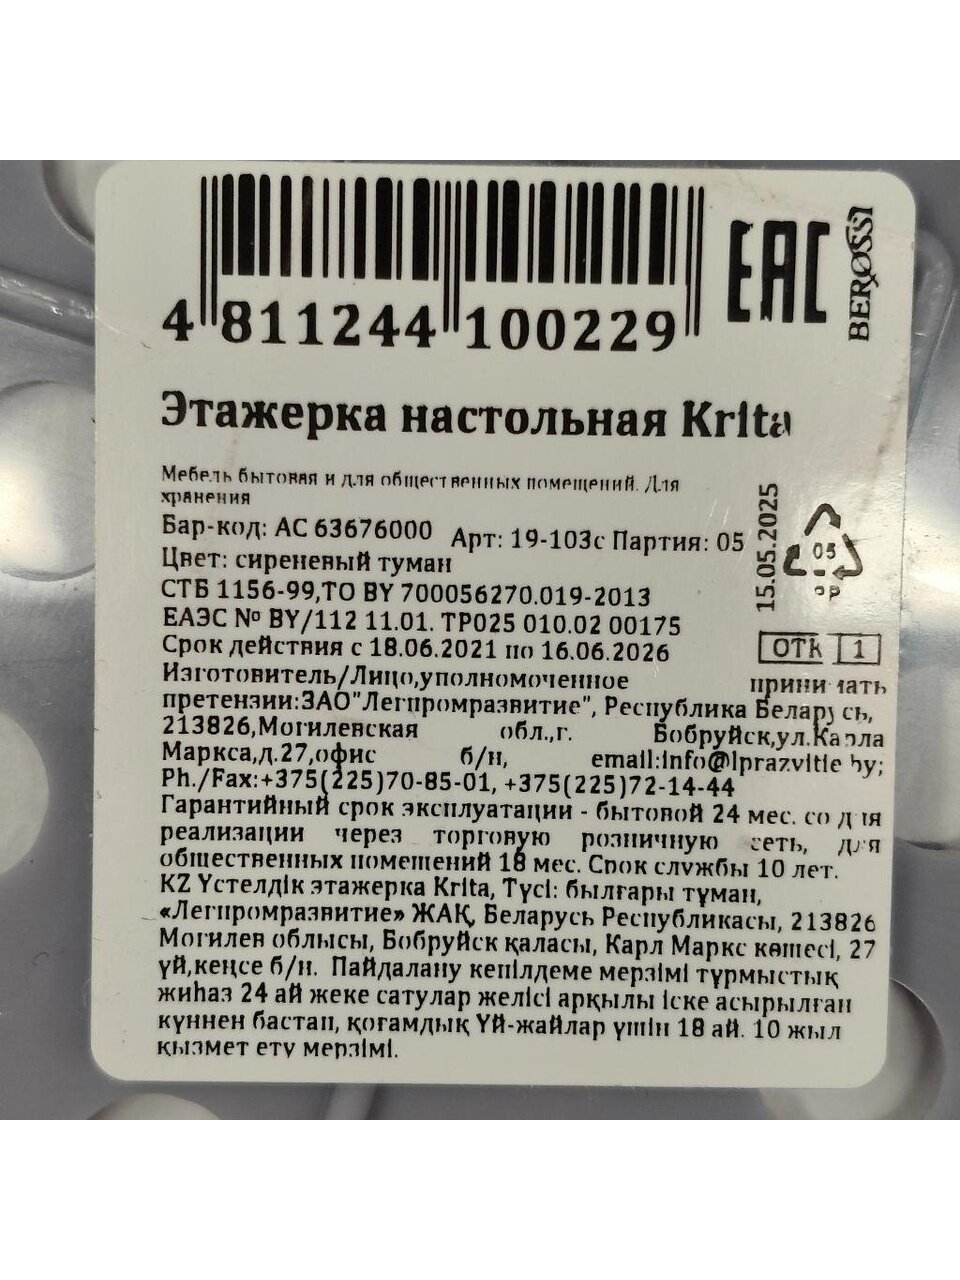 4 811244 100229
EAC
BERØSSI
Этажерка настольная Krita
Мебель бытовая и для общественных помещений. Для
хранения
Бар-код: АС 63676000 Арт: 19-103с Партия: 05
Цвет: сиреневый туман
15.05.2025
05
PP
СТБ 1156-99,ТО BY 700056270.019-2013
ЕАЭС № BY/112 11.01. ТР025 010.02 00175
Срок действия с 18.06.2021 по 16.06.2026
ОТК 1
Изготовитель/Лицо,уполномоченное принимать
претензии:ЗАО"Легпромразвитие", Республика Беларусь,
213826,Могилевская обл.,г. Бобруйск,ул.Карла
Маркса,д.27,офис б/н, email:info@lprazvitie.by;
Ph./Fax:+375(225)70-85-01, +375(225)72-14-44
Гарантийный срок эксплуатации - бытовой 24 мес. со дня
реализации через торговую розничную сеть, для
общественных помещений 18 мес. Срок службы 10 лет.
KZ Үстелдік этажерка Krita, Түсі: былғары тұман,
«Легпромразвитие» ЖАҚ, Беларусь Республикасы, 213826
Могилев облысы, Бобруйск қаласы, Карл Маркс көшесі, 27
үй,кеңсе б/н. Пайдалану кепілдеме мерзімі тұрмыстық
жиһаз 24 ай жеке сатулар желісі арқылы іске асырылған
күннен бастап, қоғамдық Үй-жайлар үшін 18 ай. 10 жыл
қызмет ету мерзімі.